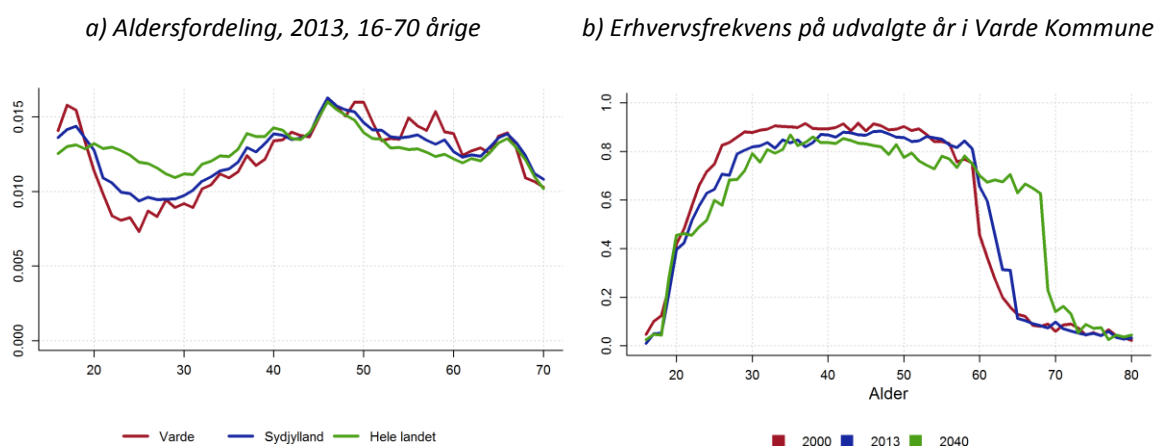 a) Aldersfordeling, 2013, 16-70 årige
b) Erhvervsfrekvens på udvalgte år i Varde Kommune
0.015
0.010
0.005
0.000
20 30 40 50 60 70
Varde Sydjylland Hele landet
1.0
0.8
0.6
0.4
0.2
0.0
20 30 40 50 60 70 80
Alder
2000 2013 2040